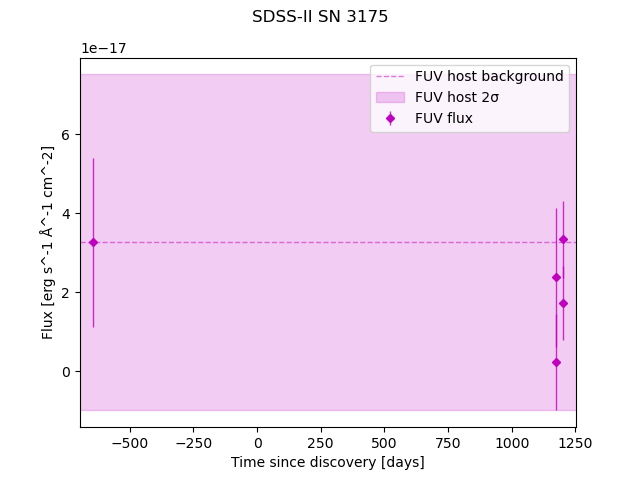 SDSS-II SN 3175
1e−17
FUV host background
FUV host 2σ
FUV flux
6
4
2
0
Flux [erg s^-1 Å^-1 cm^-2]
−500 −250 0 250 500 750 1000 1250
Time since discovery [days]